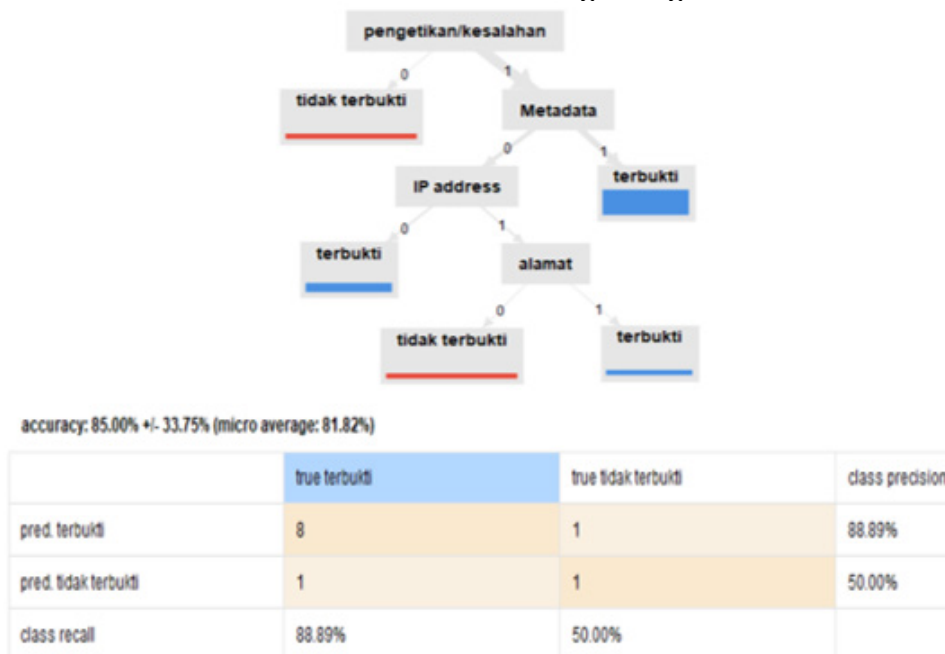 pengetikan/kesalahan
0
1
tidak terbukti
Metadata
0
1
IP address
terbukti
0
1
terbukti
alamat
0
1
tidak terbukti
terbukti
accuracy: 85.00% +/- 33.75% (micro average: 81.82%)
true terbukti true tidak terbukti class precision
pred. terbukti 8 1 88.89%
pred. tidak terbukti 1 1 50.00%
class recall 88.89% 50.00%